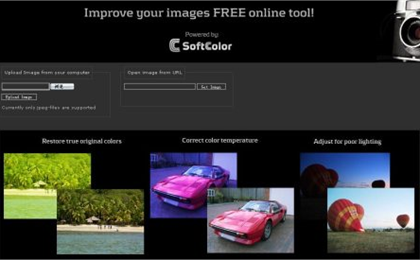 Improve your images FREE online tool!
Powered by
SoftColor
Upload Image from your computer
Open image from URL
Upload Image
Get Image
Currently only jpeg-files are supported
Restore true original colors
Correct color temperature
Adjust for poor lighting